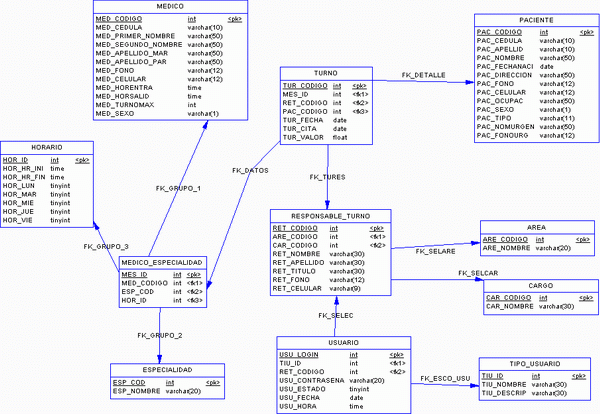 MEDICO
MED_CODIGO int <pk>
MED_CEDULA varchar(10)
MED_PRIMER_NOMBRE varchar(50)
MED_SEGUNDO_NOMBRE varchar(50)
MED_APELLIDO_MAR varchar(50)
MED_APELLIDO_PAR varchar(50)
MED_FONO varchar(12)
MED_CELULAR varchar(12)
MED_HORENTRA time
MED_HORSALID time
MED_TURNOMAX int
MED_SEXO varchar(1)
PACIENTE
PAC_CODIGO int <pk>
PAC_CEDULA varchar(10)
PAC_APELLID varchar(10)
PAC_NOMBRE varchar(50)
PAC_FECHANACI date
PAC_DIRECCION varchar(50)
PAC_FONO varchar(12)
PAC_CELULAR varchar(12)
PAC_OCUPAC varchar(50)
PAC_SEXO varchar(1)
PAC_TIPO varchar(11)
PAC_NOMURGEN varchar(50)
PAC_FONOURG varchar(12)
TURNO
TUR_CODIGO int <pk>
MES_ID int <fk1>
RET_CODIGO int <fk2>
PAC_CODIGO int <fk3>
TUR_FECHA date
TUR_CITA date
TUR_VALOR float
FK_DETALLE
HORARIO
HOR_ID int <pk>
HOR_HR_INI time
HOR_HR_FIN time
HOR_LUN tinyint
HOR_MAR tinyint
HOR_MIE tinyint
HOR_JUE tinyint
HOR_VIE tinyint
FK_GRUPO_1
FK_DATOS
FK_TURES
FK_GRUPO_3
RESPONSABLE_TURNO
RET_CODIGO int <pk>
ARE_CODIGO int <fk1>
CAR_CODIGO int <fk2>
RET_NOMBRE varchar(30)
RET_APELLIDO varchar(30)
RET_TITULO varchar(30)
RET_FONO varchar(12)
RET_CELULAR varchar(9)
FK_SELARE
AREA
ARE_CODIGO int <pk>
ARE_NOMBRE varchar(20)
MEDICO_ESPECIALIDAD
MES_ID int <pk>
MED_CODIGO int <fk1>
ESP_COD int <fk2>
HOR_ID int <fk3>
FK_SELCAR
CARGO
CAR_CODIGO int <pk>
CAR_NOMBRE varchar(30)
FK_SELEC
FK_GRUPO_2
ESPECIALIDAD
ESP_COD int <pk>
ESP_NOMBRE varchar(20)
USUARIO
USU_LOGIN int <pk>
TIU_ID int <fk1>
RET_CODIGO int <fk2>
USU_CONTRASENA varchar(20)
USU_ESTADO tinyint
USU_FECHA date
USU_HORA time
FK_ESCO_USU
TIPO_USUARIO
TIU_ID int <pk>
TIU_NOMBRE varchar(30)
TIU_DESCRIP varchar(30)